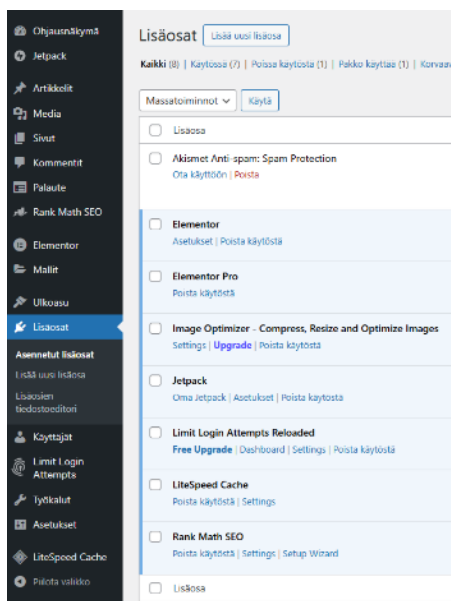 Ohjausnäkymä
Jetpack
Artikkelit
Media
Sivut
Kommentit
Palaute
Rank Math SEO
Elementor
Mallit
Ulkoasu
Lisäosat
Asennetut lisäosat
Lisää uusi lisäosa
Lisäosien
tiedostoeditori
Käyttäjät
Limit Login
Attempts
Työkalut
Asetukset
LiteSpeed Cache
Piilota valikko
Lisäosat Lisää uusi lisäosa
Kaikki (8) | Käytössä (7) | Poissa käytöstä (1) | Pakko käyttää (1) | Korvaav
Massatoiminnot Käytä
Lisäosa
Akismet Anti-spam: Spam Protection
Ota käyttöön | Poista
Elementor
Asetukset | Poista käytöstä
Elementor Pro
Poista käytöstä
Image Optimizer - Compress, Resize and Optimize Images
Settings | Upgrade | Poista käytöstä
Jetpack
Oma Jetpack | Asetukset | Poista käytöstä
Limit Login Attempts Reloaded
Free Upgrade | Dashboard | Settings | Poista käytöstä
LiteSpeed Cache
Poista käytöstä | Settings
Rank Math SEO
Poista käytöstä | Settings | Setup Wizard
Lisäosa